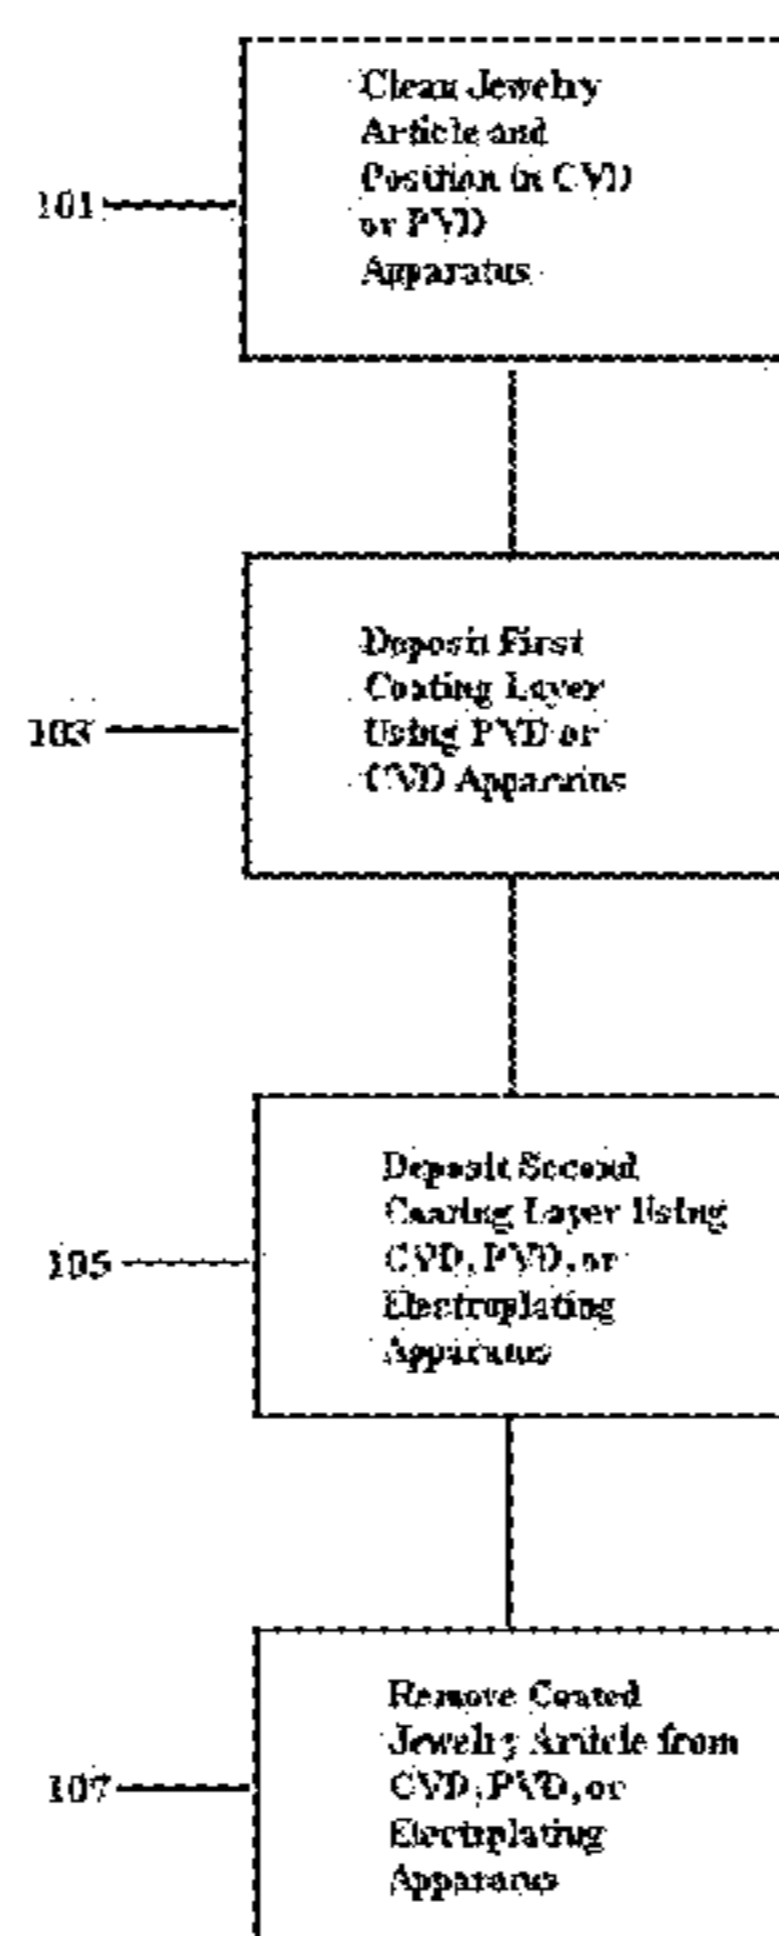 Clean Jewelry
Article and
Position in CVD
or PVD
Apparatus
101
Deposit First
Coating Layer
Using PVD or
CVD Apparatus
103
Deposit Second
Coating Layer Using
CVD, PVD, or
Electroplating
Apparatus
105
Remove Coated
Jewelry Article from
CVD, PVD, or
Electroplating
Apparatus
107